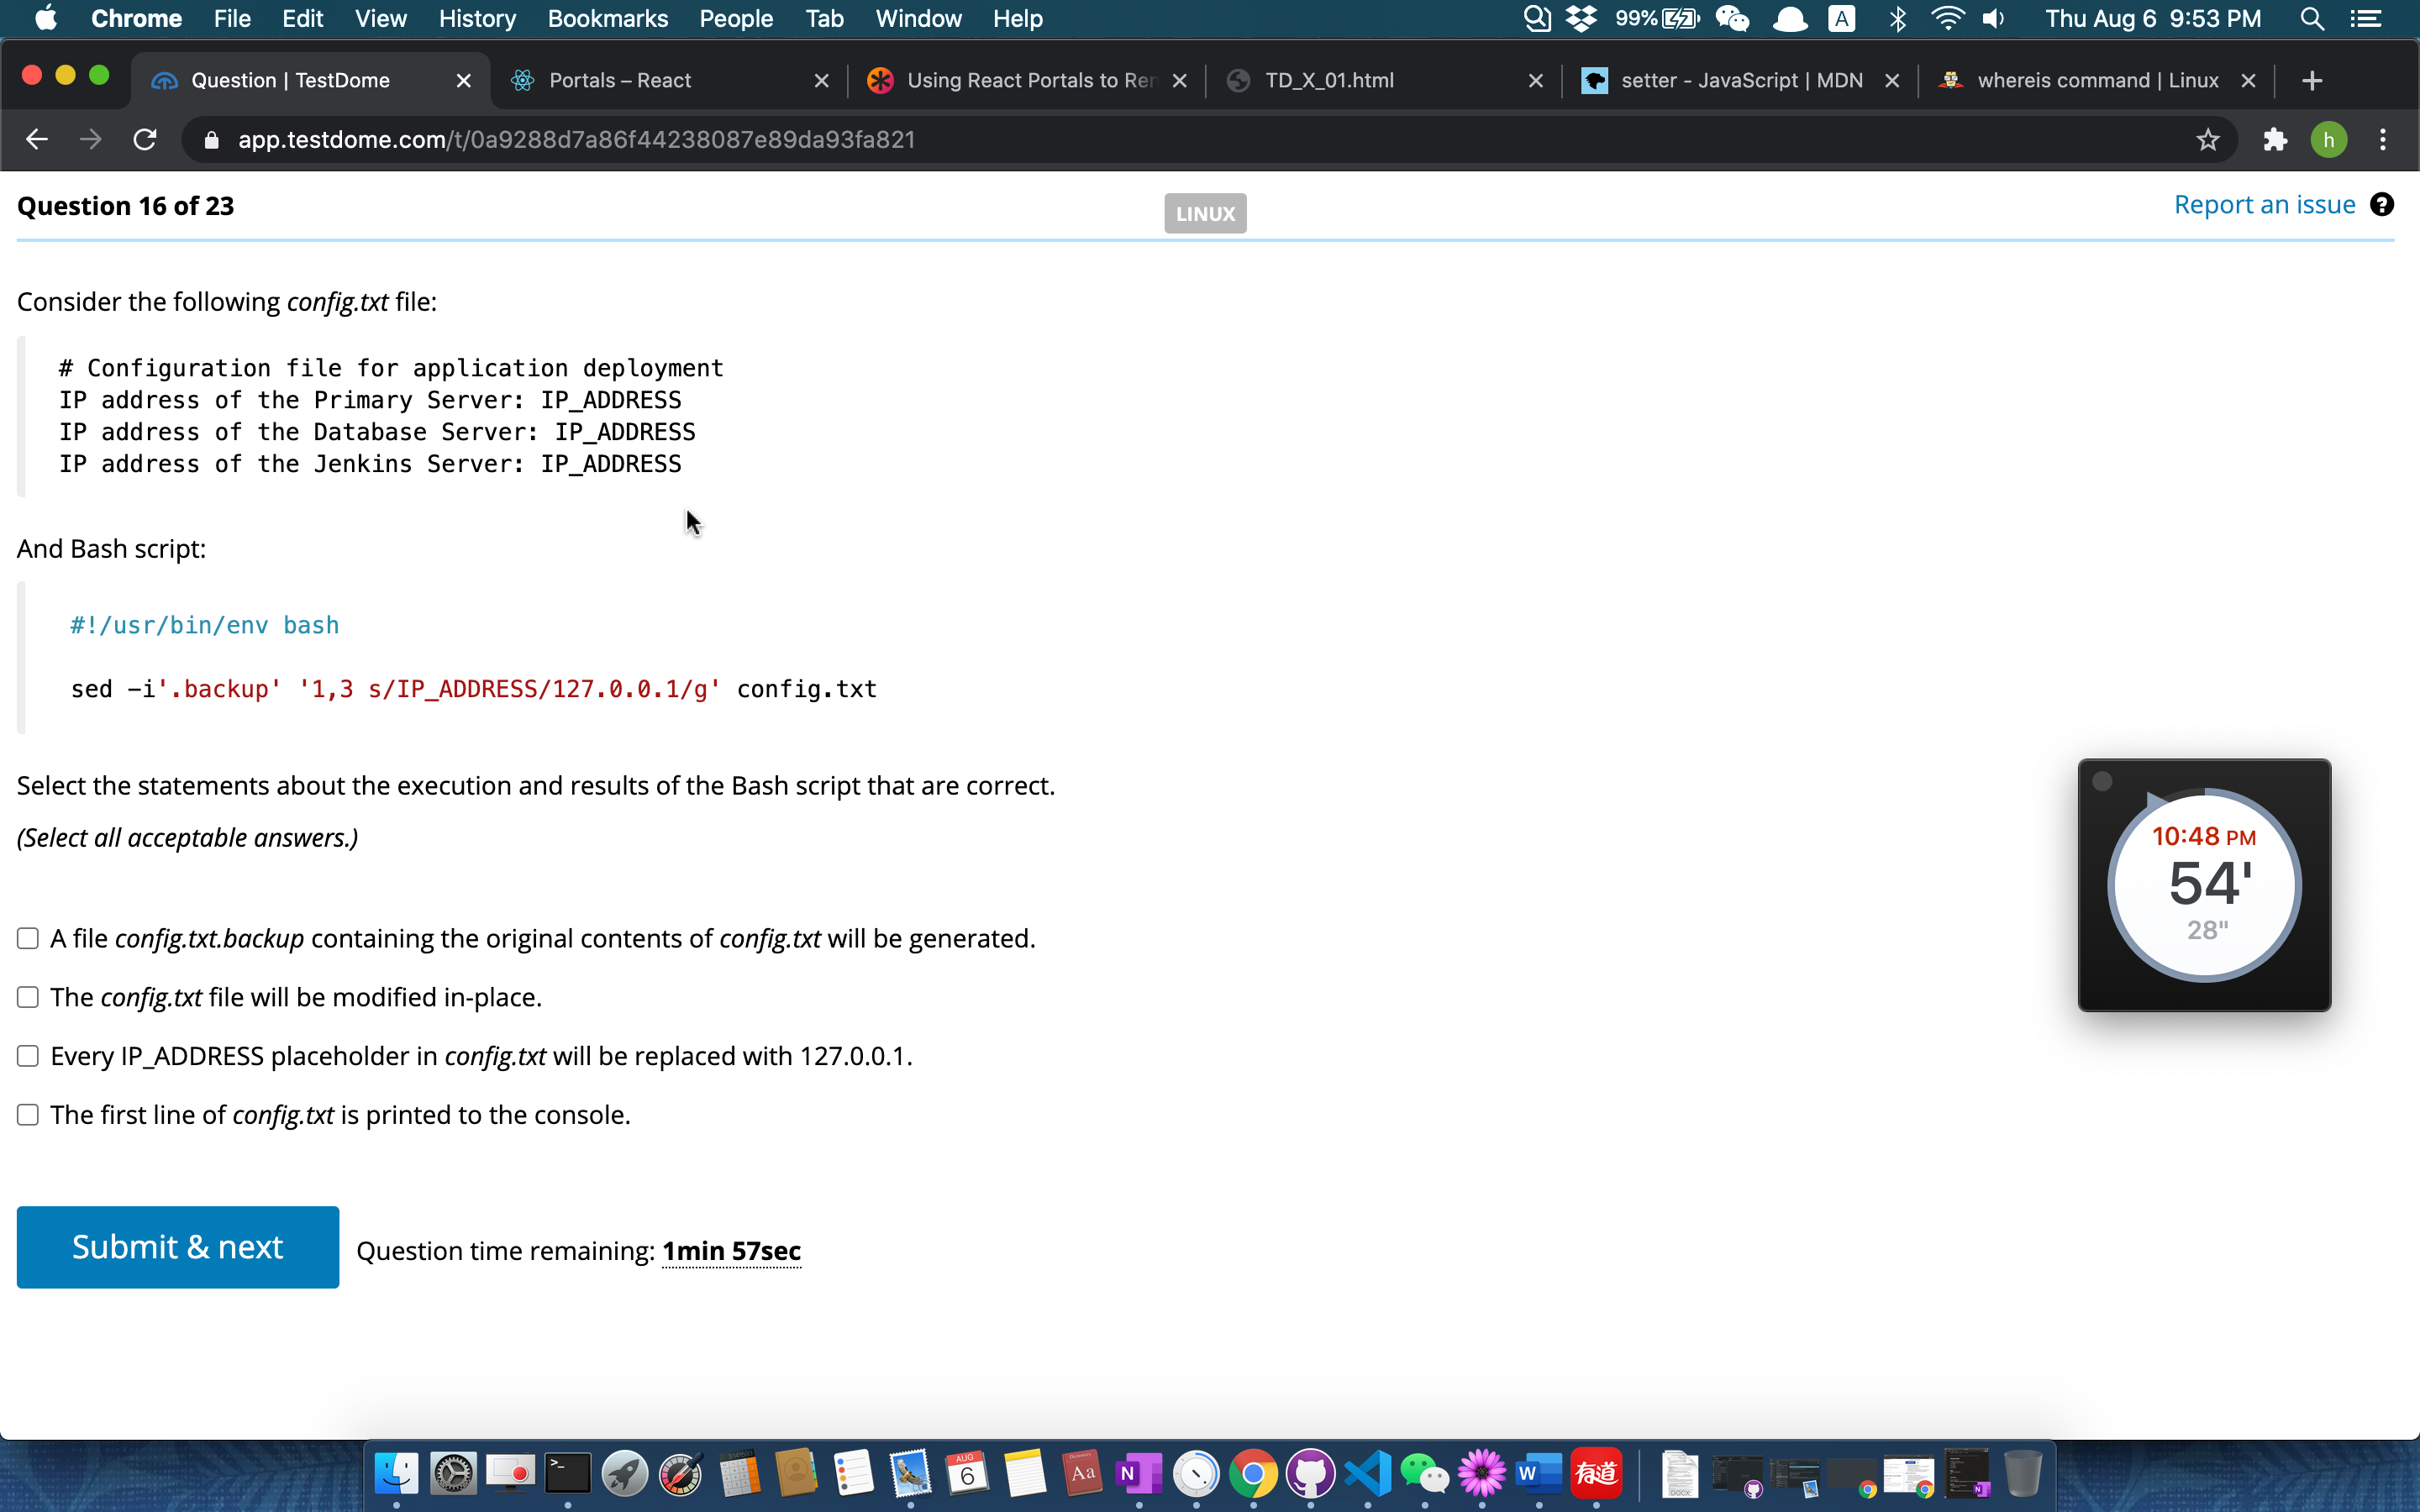 Chrome File Edit View History Bookmarks People Tab Window Help 99% A Thu Aug 6 9:53 PM
Question | TestDome Portals – React Using React Portals to Ren TD_X_01.html setter - JavaScript | MDN whereis command | Linux
app.testdome.com/t/0a9288d7a86f44238087e89da93fa821 h
Question 16 of 23 LINUX Report an issue ?
Consider the following config.txt file:
# Configuration file for application deployment
IP address of the Primary Server: IP_ADDRESS
IP address of the Database Server: IP_ADDRESS
IP address of the Jenkins Server: IP_ADDRESS
And Bash script:
#!/usr/bin/env bash
sed -i'.backup' '1,3 s/IP_ADDRESS/127.0.0.1/g' config.txt
Select the statements about the execution and results of the Bash script that are correct.
(Select all acceptable answers.)
10:48 PM
54'
28"
A file config.txt.backup containing the original contents of config.txt will be generated.
The config.txt file will be modified in-place.
Every IP_ADDRESS placeholder in config.txt will be replaced with 127.0.0.1.
The first line of config.txt is printed to the console.
Submit & next Question time remaining: 1min 57sec
>_ AUG 6 Aa N W 有道 DOCX N